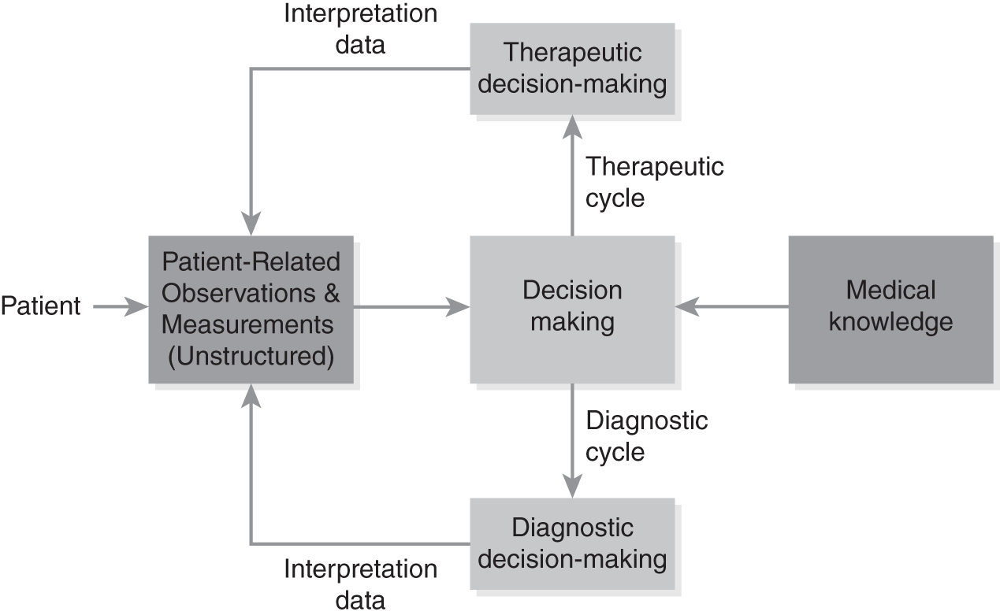 Interpretation
data
Therapeutic
decision-making
Therapeutic
cycle
Patient
Patient-Related
Observations &
Measurements
(Unstructured)
Decision
making
Medical
knowledge
Diagnostic
cycle
Diagnostic
decision-making
Interpretation
data